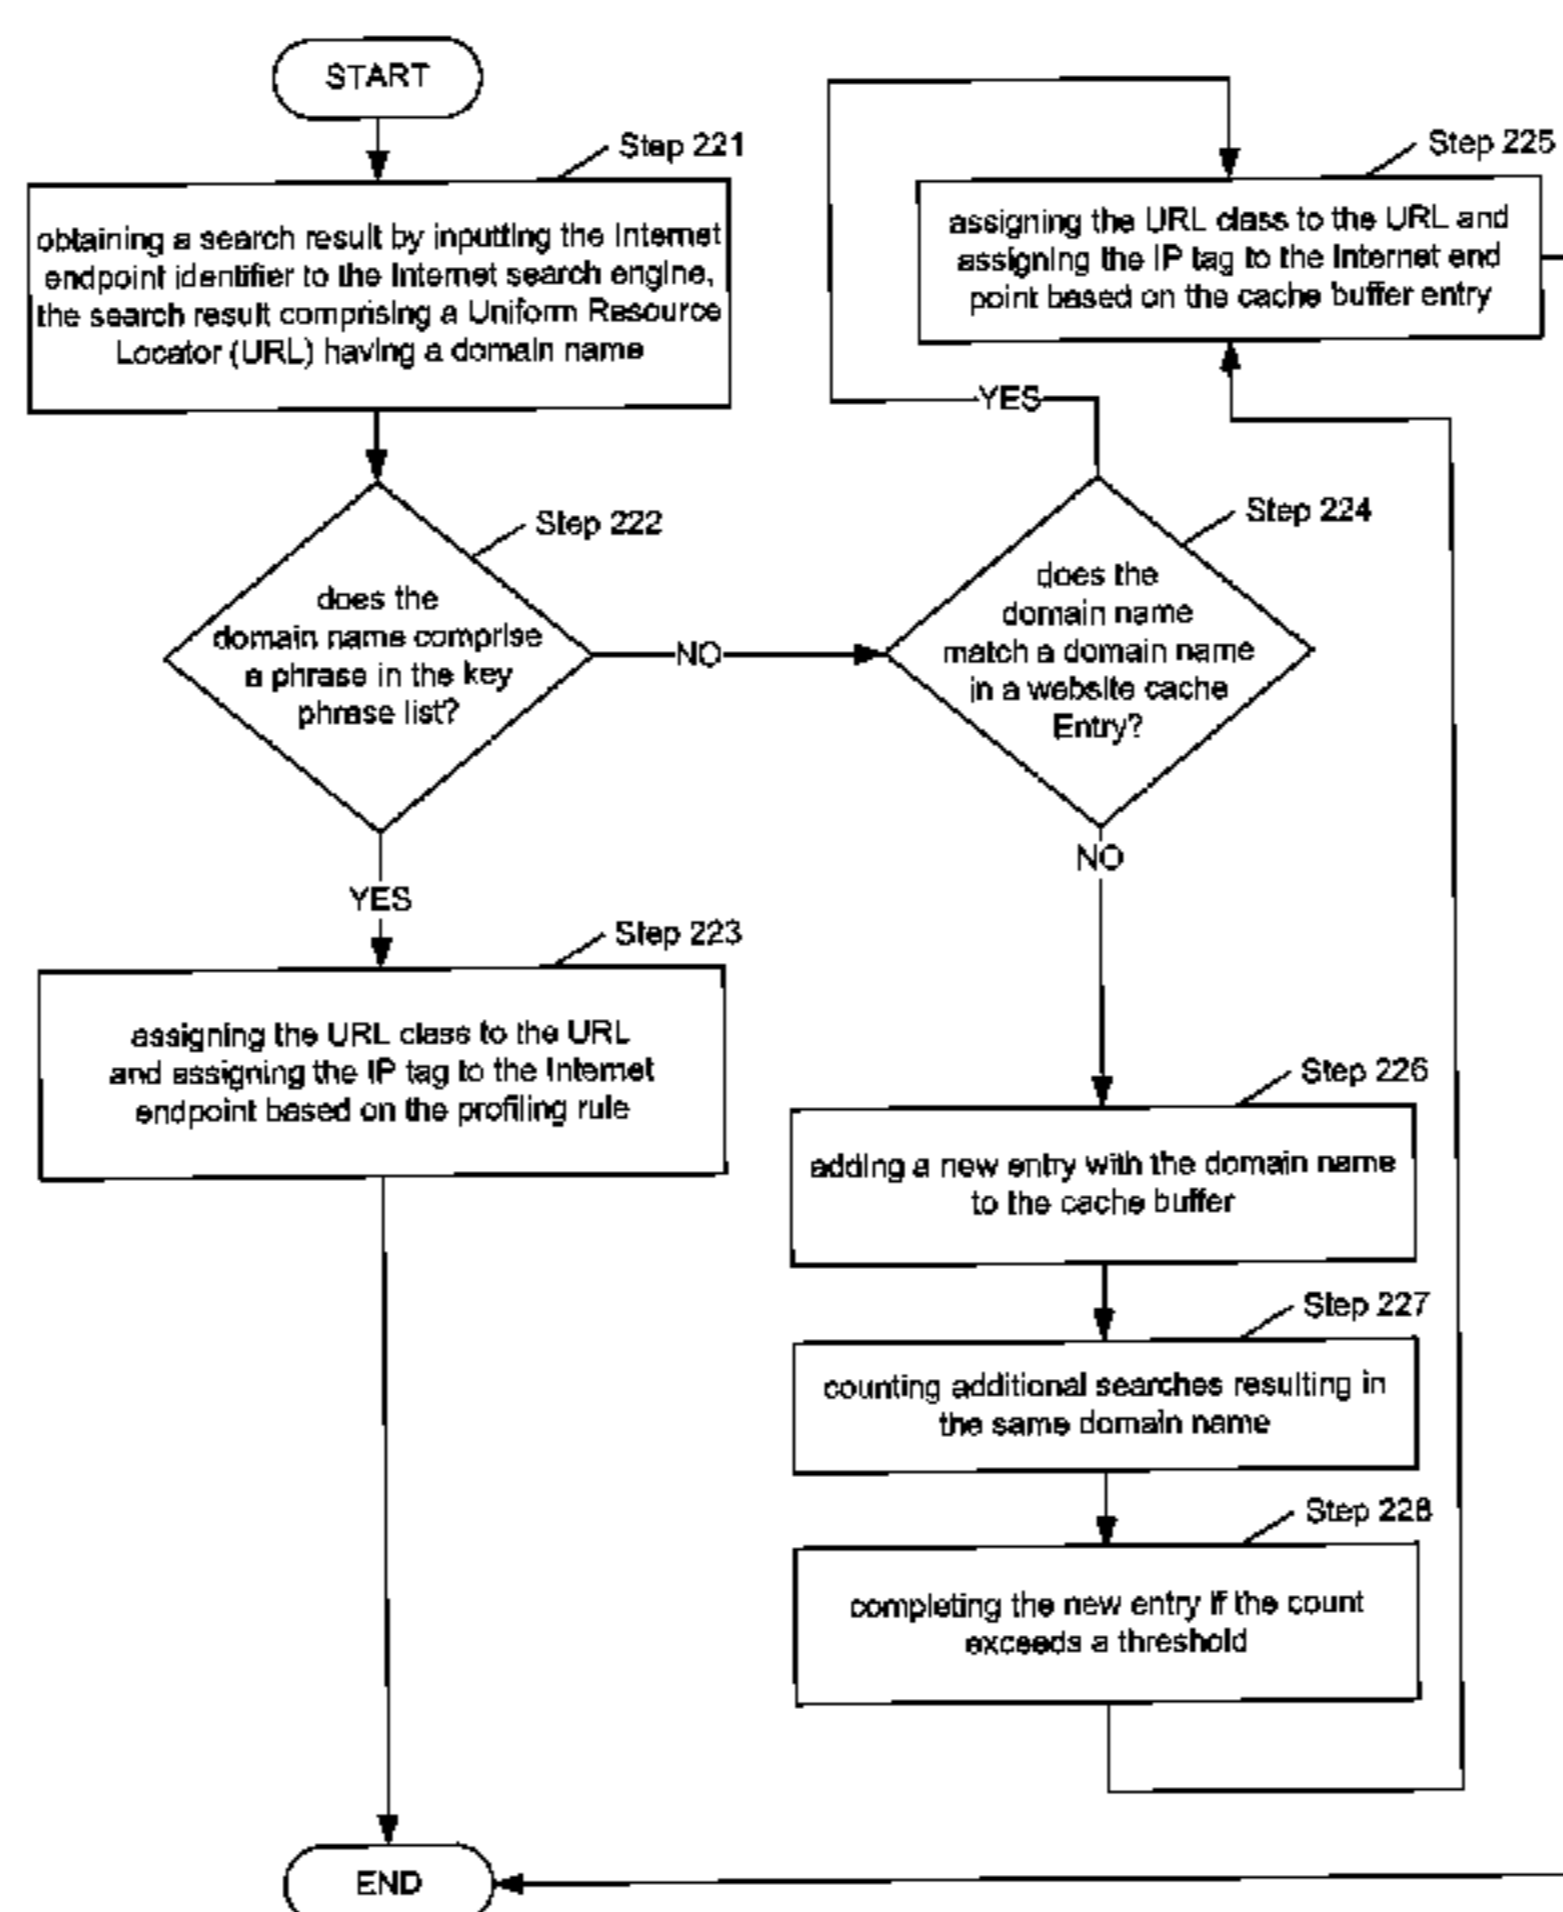 START
Step 221
obtaining a search result by inputting the Internet
endpoint identifier to the Internet search engine,
the search result comprising a Uniform Resource
Locator (URL) having a domain name
Step 222
does the
domain name comprise
a phrase in the key
phrase list?
NO
YES
Step 223
assigning the URL class to the URL
and assigning the IP tag to the Internet
endpoint based on the profiling rule
Step 225
assigning the URL class to the URL and
assigning the IP tag to the Internet end
point based on the cache buffer entry
YES
Step 224
does the
domain name
match a domain name
in a website cache
Entry?
NO
Step 226
adding a new entry with the domain name
to the cache buffer
Step 227
counting additional searches resulting in
the same domain name
Step 228
completing the new entry if the count
exceeds a threshold
END